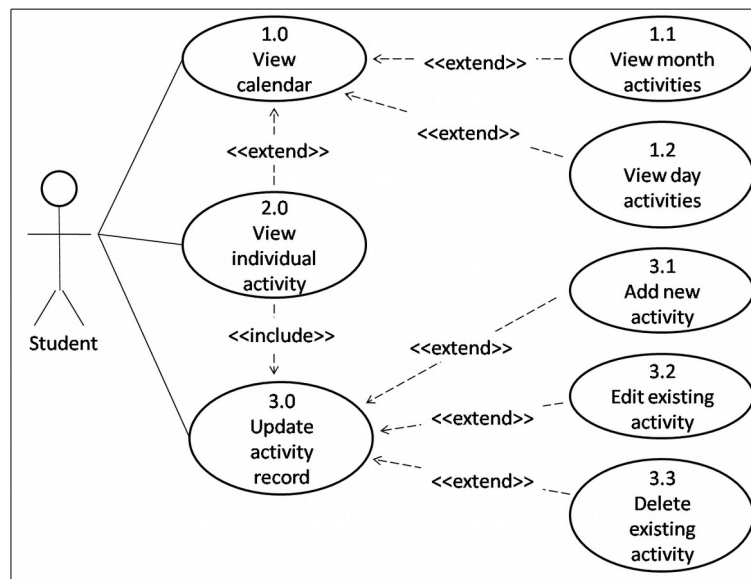 1.0
View
calendar
<<extend>>
1.1
View month
activities
<<extend>>
1.2
View day
activities
<<extend>>
2.0
View
individual
activity
Student
<<include>>
3.0
Update
activity
record
<<extend>>
3.1
Add new
activity
<<extend>>
3.2
Edit existing
activity
<<extend>>
3.3
Delete
existing
activity